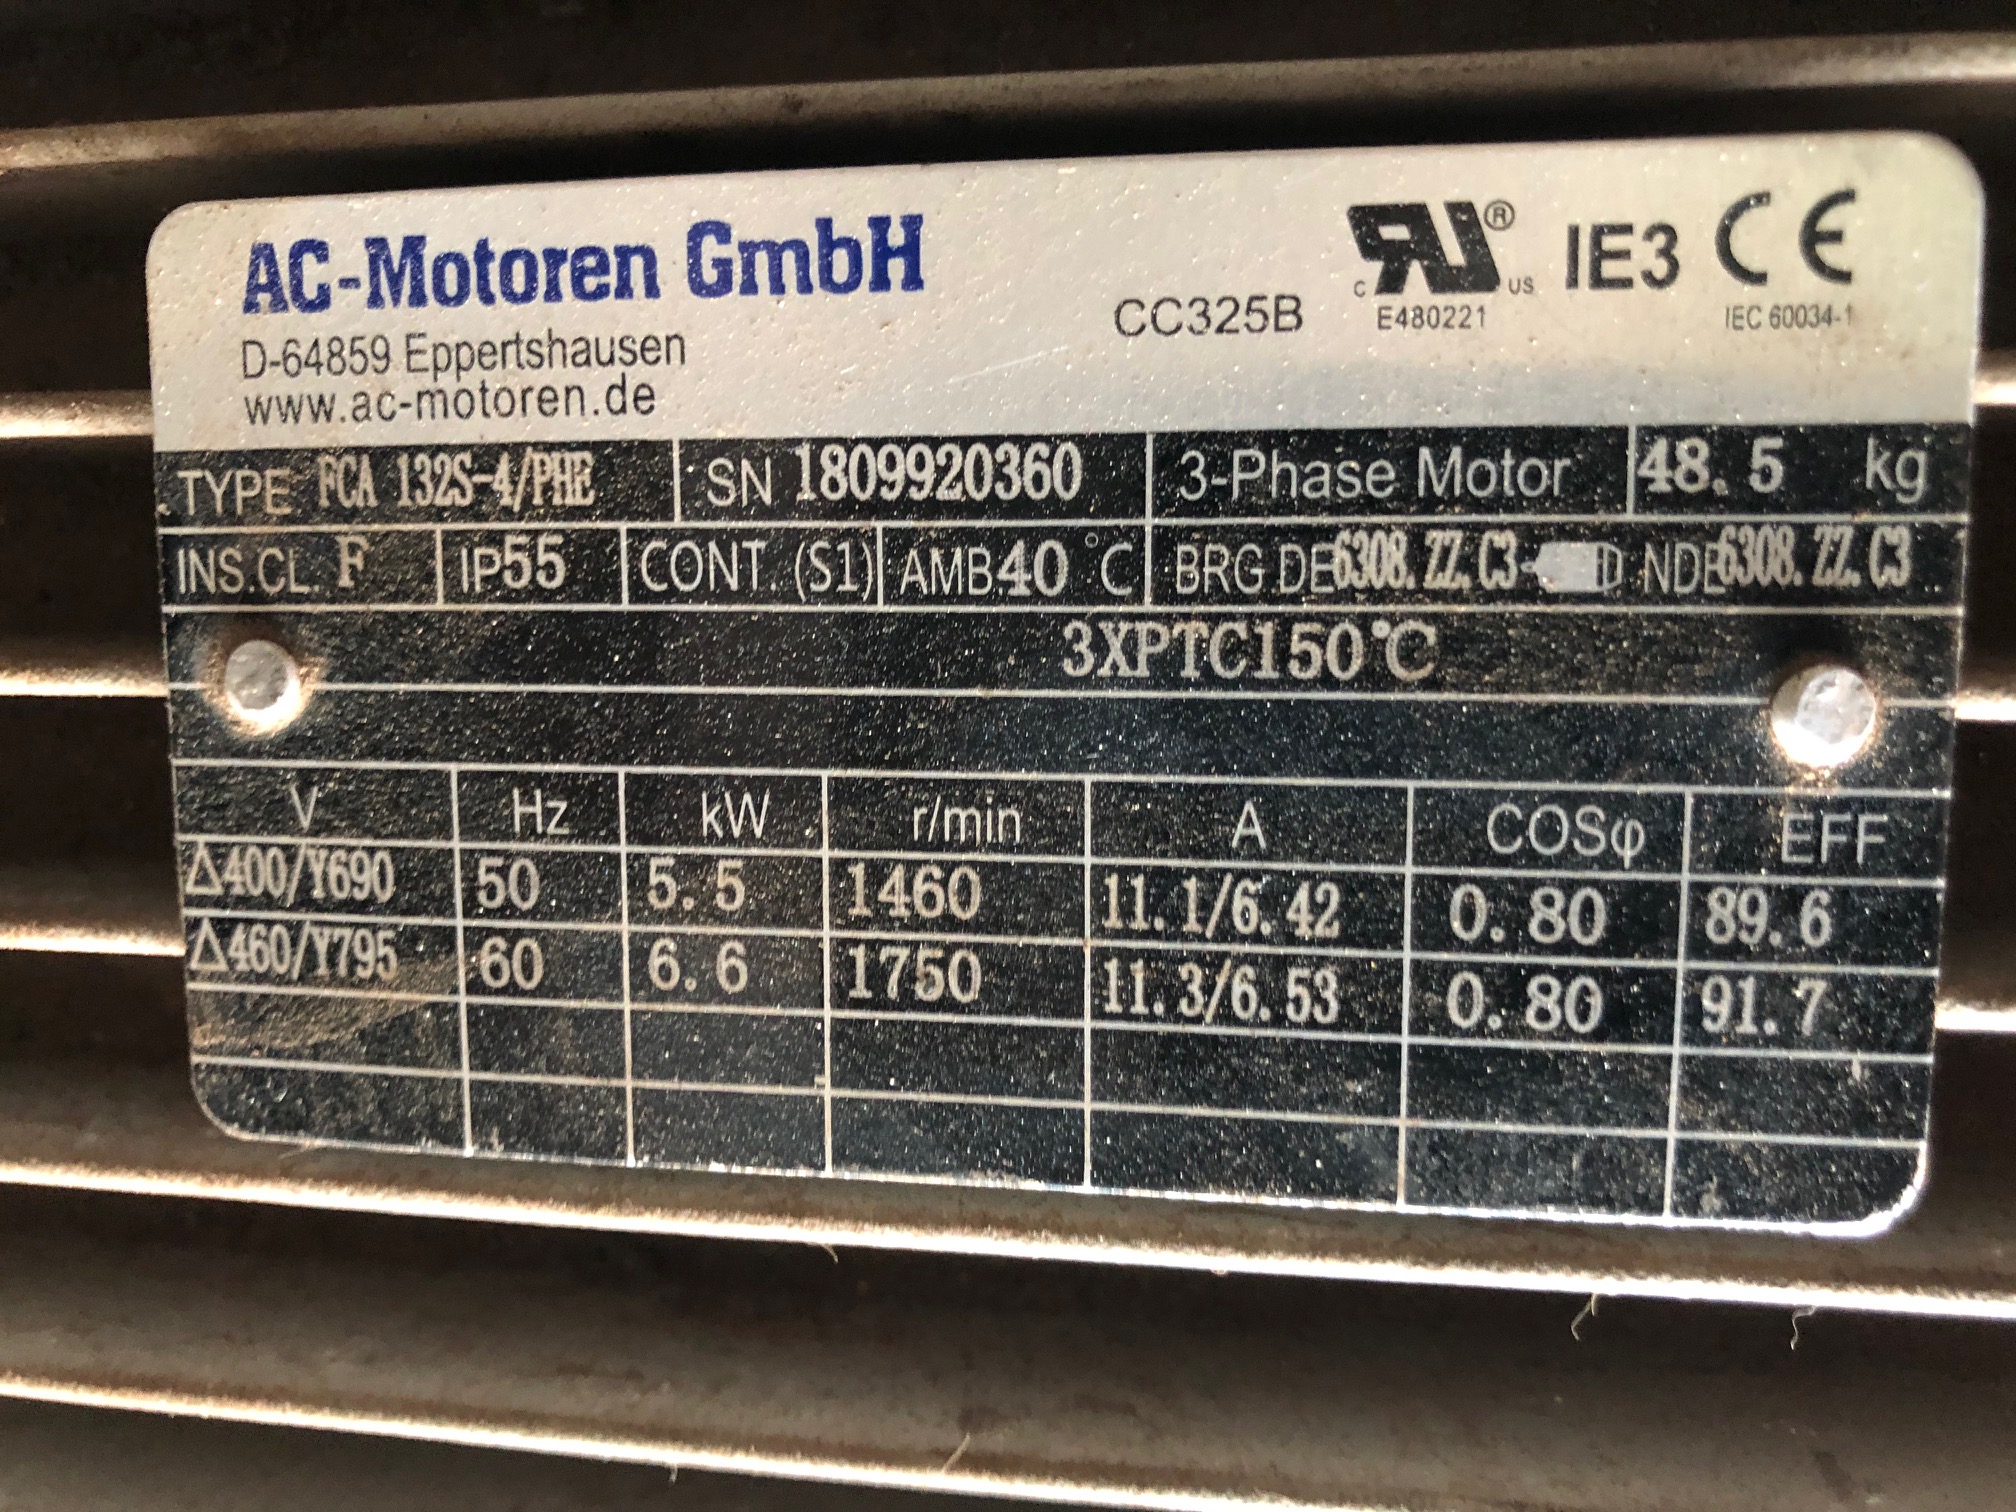 AC-Motoren GmbH
D-64859 Eppertshausen
www.ac-motoren.de
CC325B
c RU ® US
E480221
IE3 CE
IEC 60034-1
TYPE FCA 132S-4/PHE SN 1809920360 3-Phase Motor 48.5 kg
INS.CL. F IP55 CONT. (S1) AMB.40 °C BRG DE6308.ZZ.C3 D NDE6308.ZZ.C3
3XPTC150℃
V Hz kW r/min A COSφ EFF
Δ400/Y690 50 5.5 1460 11.1/6.42 0.80 89.6
Δ460/Y795 60 6.6 1750 11.3/6.53 0.80 91.7